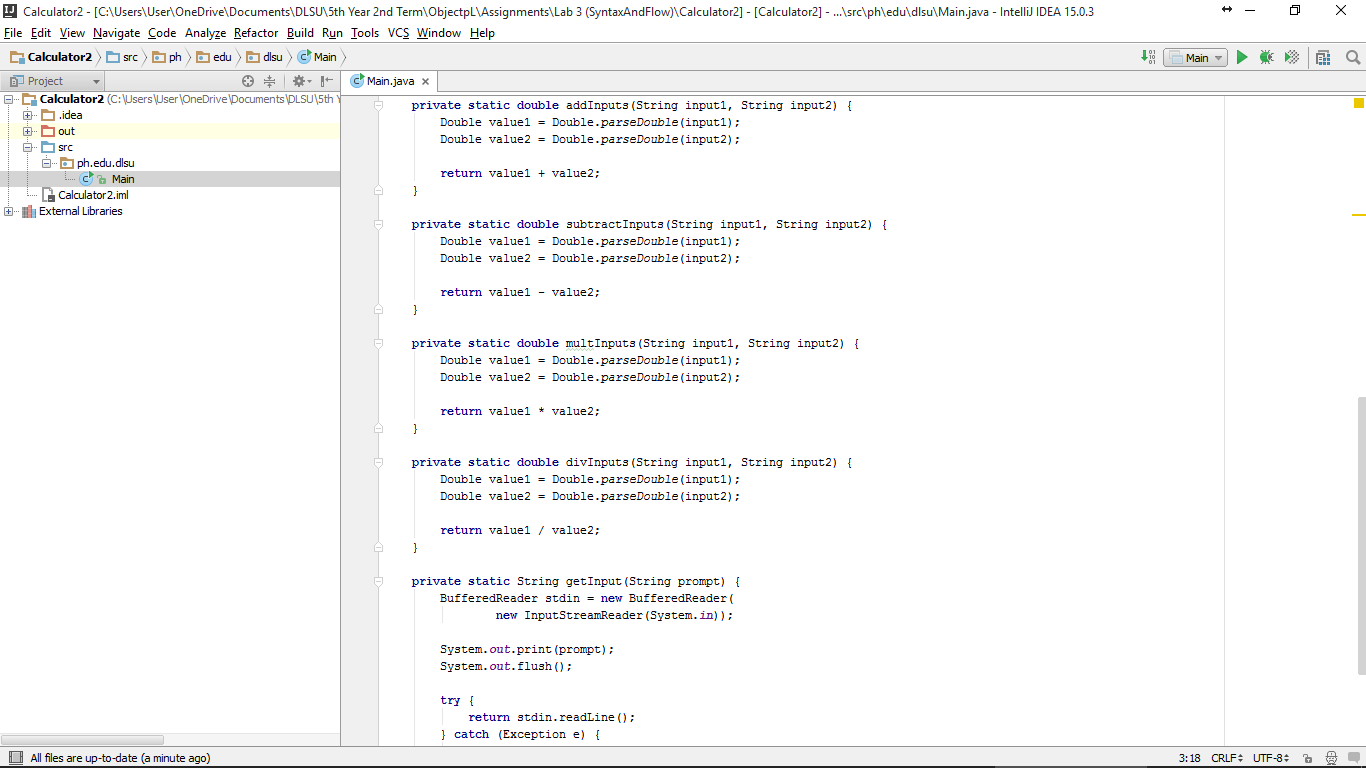 Calculator2 - [C:\Users\User\OneDrive\Documents\DLSU\5th Year 2nd Term\ObjectpL\Assignments\Lab 3 (SyntaxAndFlow)\Calculator2] - [Calculator2] - ...\src\ph\edu\dlsu\Main.java - IntelliJ IDEA 15.0.3
File Edit View Navigate Code Analyze Refactor Build Run Tools VCS Window Help
Calculator2 src ph edu dlsu Main
Main
Project
Main.java
Calculator2 (C:\Users\User\OneDrive\Documents\DLSU\5th Y
.idea
out
src
ph.edu.dlsu
Main
Calculator2.iml
External Libraries
private static double addInputs(String input1, String input2) {
Double value1 = Double.parseDouble(input1);
Double value2 = Double.parseDouble(input2);
return value1 + value2;
}
private static double subtractInputs(String input1, String input2) {
Double value1 = Double.parseDouble(input1);
Double value2 = Double.parseDouble(input2);
return value1 - value2;
}
private static double multInputs(String input1, String input2) {
Double value1 = Double.parseDouble(input1);
Double value2 = Double.parseDouble(input2);
return value1 * value2;
}
private static double divInputs(String input1, String input2) {
Double value1 = Double.parseDouble(input1);
Double value2 = Double.parseDouble(input2);
return value1 / value2;
}
private static String getInput(String prompt) {
BufferedReader stdin = new BufferedReader(
new InputStreamReader(System.in));
System.out.print(prompt);
System.out.flush();
try {
return stdin.readLine();
} catch (Exception e) {
All files are up-to-date (a minute ago)
3:18 CRLF UTF-8